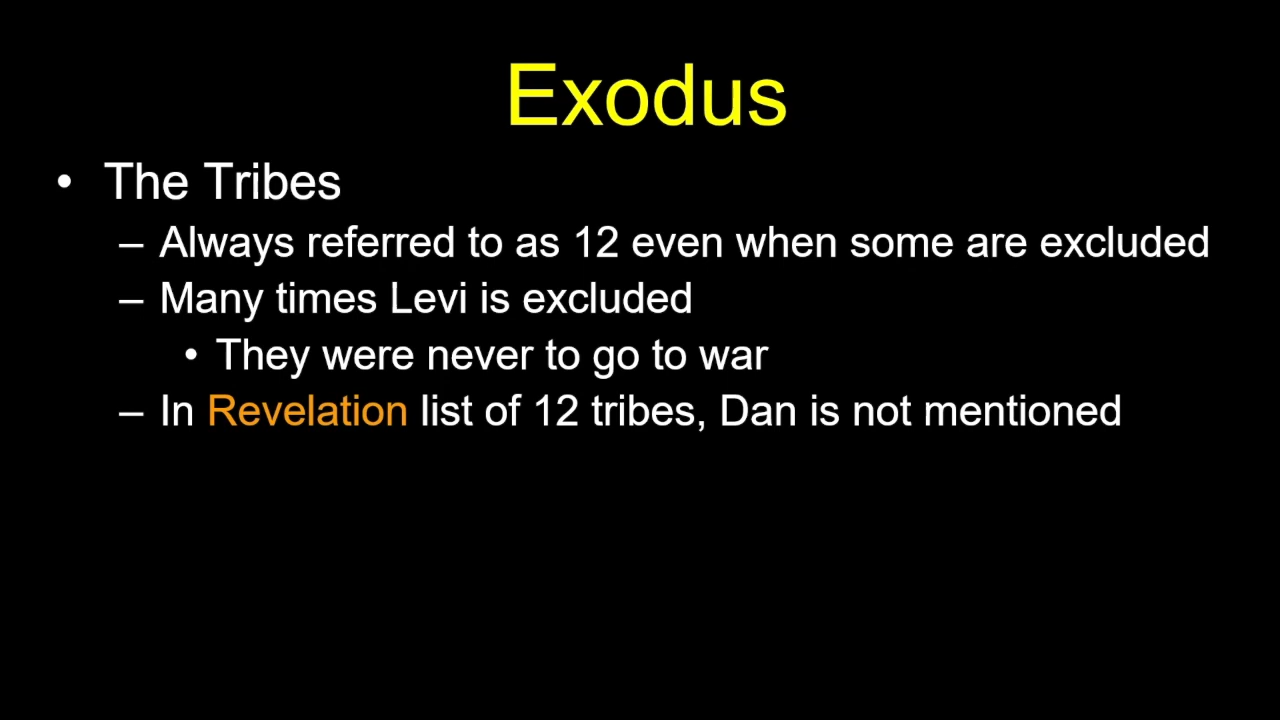 Exodus
• The Tribes
– Always referred to as 12 even when some are excluded
– Many times Levi is excluded
• They were never to go to war
– In Revelation list of 12 tribes, Dan is not mentioned